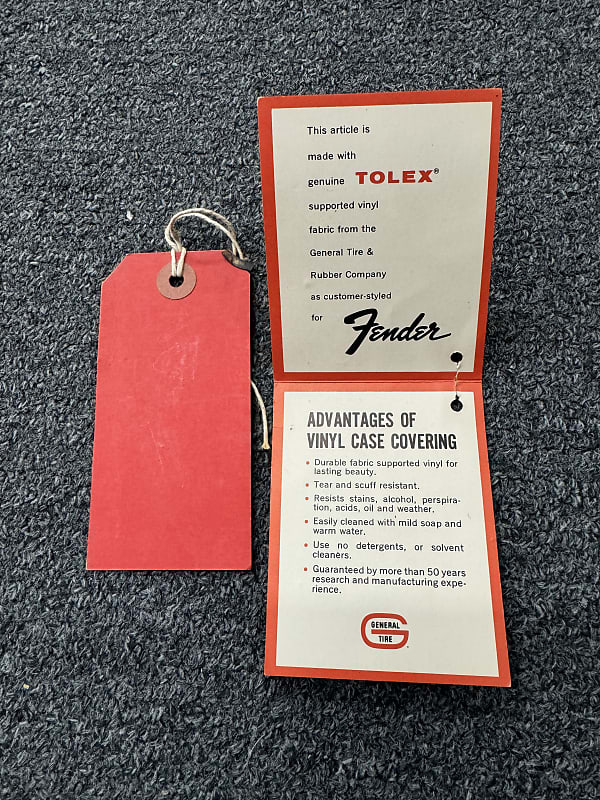 This article is
made with
genuine TOLEX®
supported vinyl
fabric from the
General Tire &
Rubber Company
as customer-styled
for Fender
ADVANTAGES OF
VINYL CASE COVERING
• Durable fabric supported vinyl for
lasting beauty.
• Tear and scuff resistant.
• Resists stains, alcohol, perspira-
tion, acids, oil and weather.
• Easily cleaned with mild soap and
warm water.
• Use no detergents, or solvent
cleaners.
• Guaranteed by more than 50 years
research and manufacturing expe-
rience.
GENERAL
TIRE